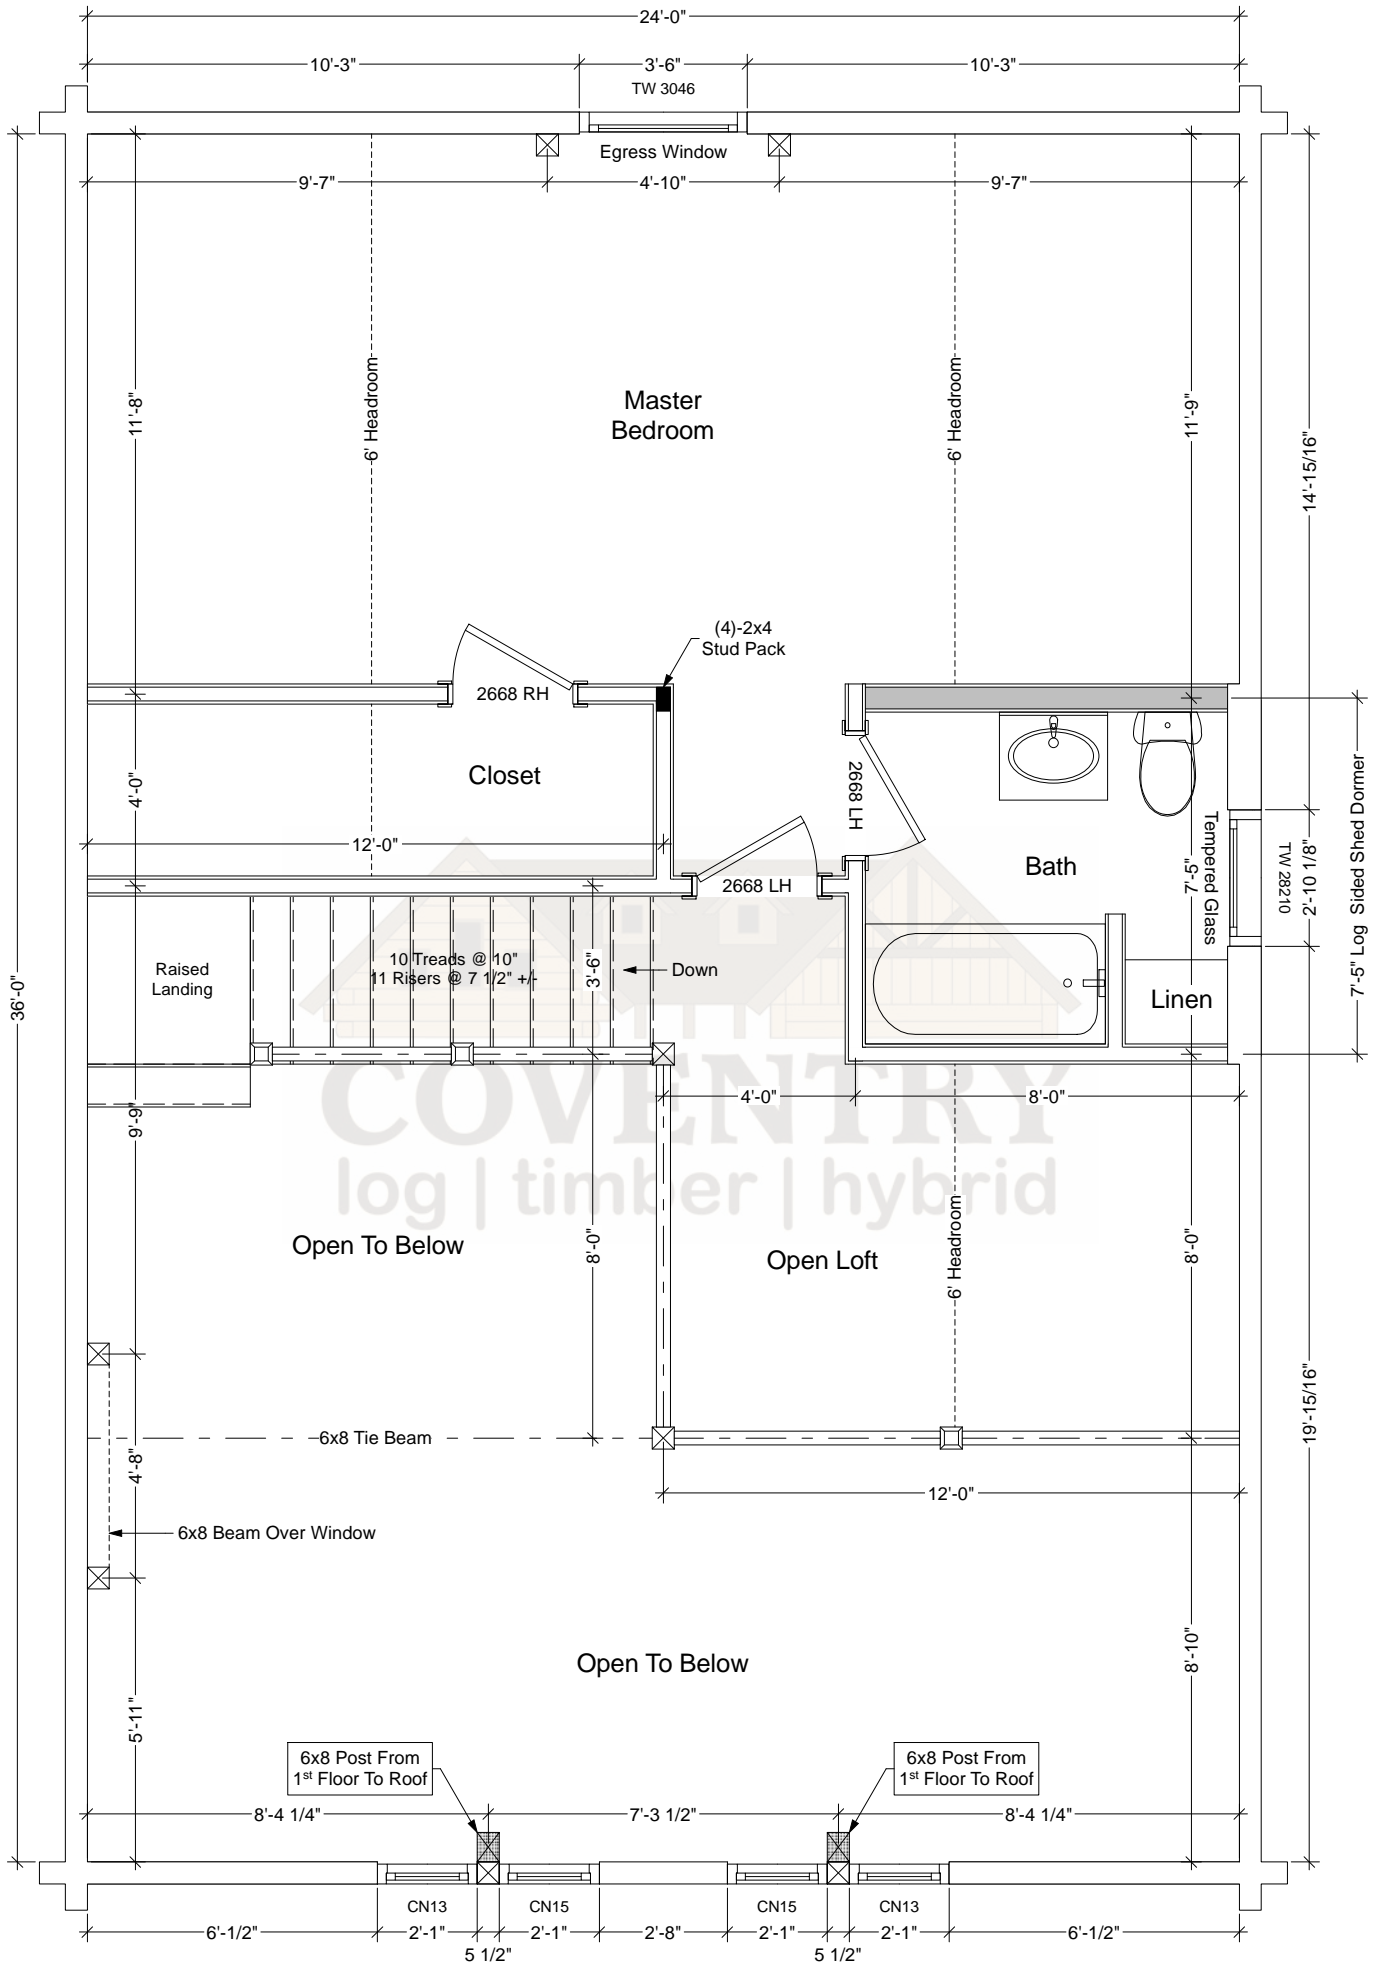 24'-0"
10'-3"
3'-6"
10'-3"
TW 3046
Egress Window
9'-7"
4'-10"
9'-7"
6' Headroom
6' Headroom
11'-8"
Master
Bedroom
11'-9"
14'-15/16"
(4)-2x4
Stud Pack
2668 RH
Closet
4'-0"
12'-0"
2668 LH
2668 LH
Bath
7'-5"
Tempered Glass
TW 28210
2'-10 1/8"
7'-5" Log Sided Shed Dormer
36'-0"
Raised
Landing
10 Treads @ 10"
11 Risers @ 7 1/2" +/-
3'-6"
Down
Linen
COVENTRY
log | timber | hybrid
4'-0"
8'-0"
9'-9"
Open To Below
8'-0"
Open Loft
6' Headroom
8'-0"
19'-15/16"
6x8 Tie Beam
4'-8"
12'-0"
6x8 Beam Over Window
Open To Below
8'-10"
5'-11"
6x8 Post From
1st Floor To Roof
6x8 Post From
1st Floor To Roof
8'-4 1/4"
7'-3 1/2"
8'-4 1/4"
CN13
CN15
CN15
CN13
6'-1/2"
2'-1"
2'-1"
2'-8"
2'-1"
2'-1"
6'-1/2"
5 1/2"
5 1/2"